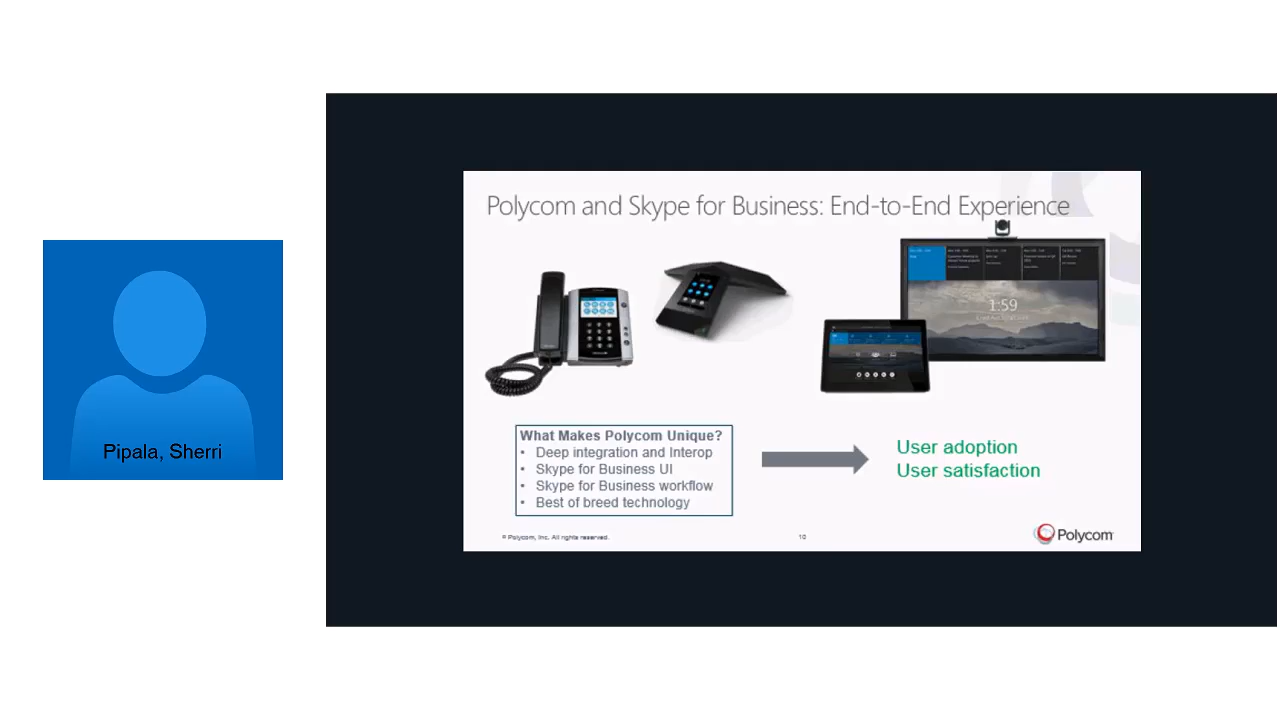 Polycom and Skype for Business: End-to-End Experience
1:59
What Makes Polycom Unique?
• Deep integration and Interop
• Skype for Business UI
• Skype for Business workflow
• Best of breed technology
User adoption
User satisfaction
Pipala, Sherri
© Polycom, Inc. All rights reserved.
10
Polycom